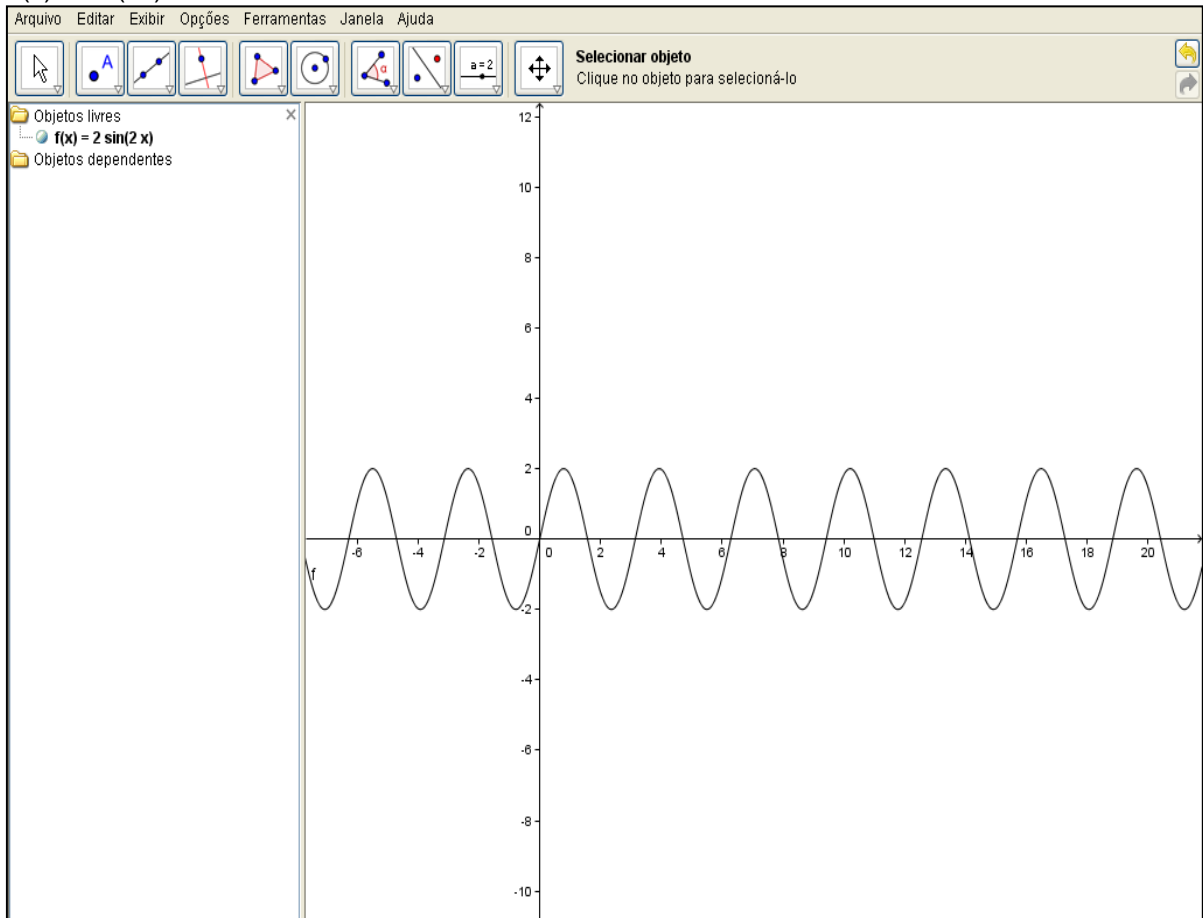 Arquivo Editar Exibir Opções Ferramentas Janela Ajuda
A
α
a=2
Selecionar objeto
Clique no objeto para selecioná-lo
Objetos livres
f(x) = 2 sin(2 x)
Objetos dependentes
12
10
8
6
4
2
0
-6 -4 -2 0 2 4 6 8 10 12 14 16 18 20
f
-2
-4
-6
-8
-10